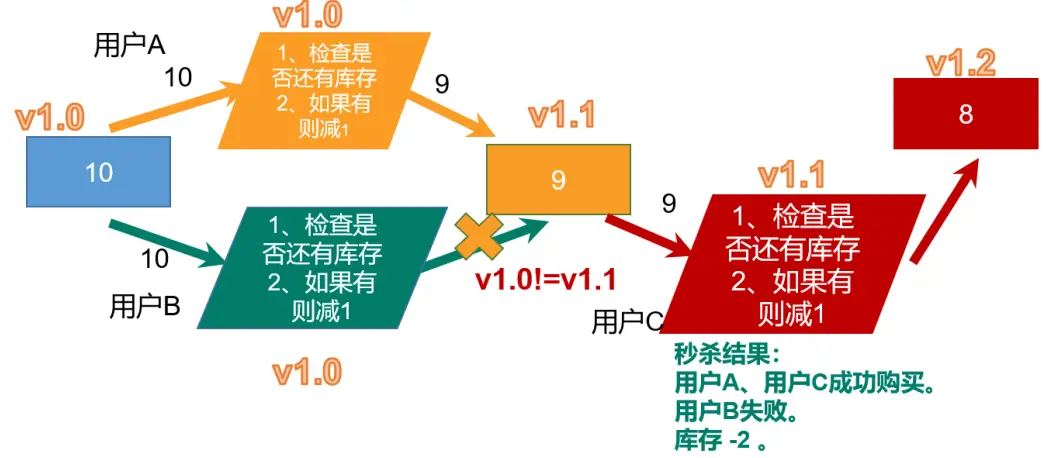 v1.0
用户A
10
1、检查是
否还有库存
2、如果有
则减1
9
v1.0
10
10
用户B
1、检查是
否还有库存
2、如果有
则减1
v1.0
v1.1
9
v1.0!=v1.1
9
用户C
v1.1
1、检查是
否还有库存
2、如果有
则减1
v1.2
8
秒杀结果：
用户A、用户C成功购买。
用户B失败。
库存 -2 。